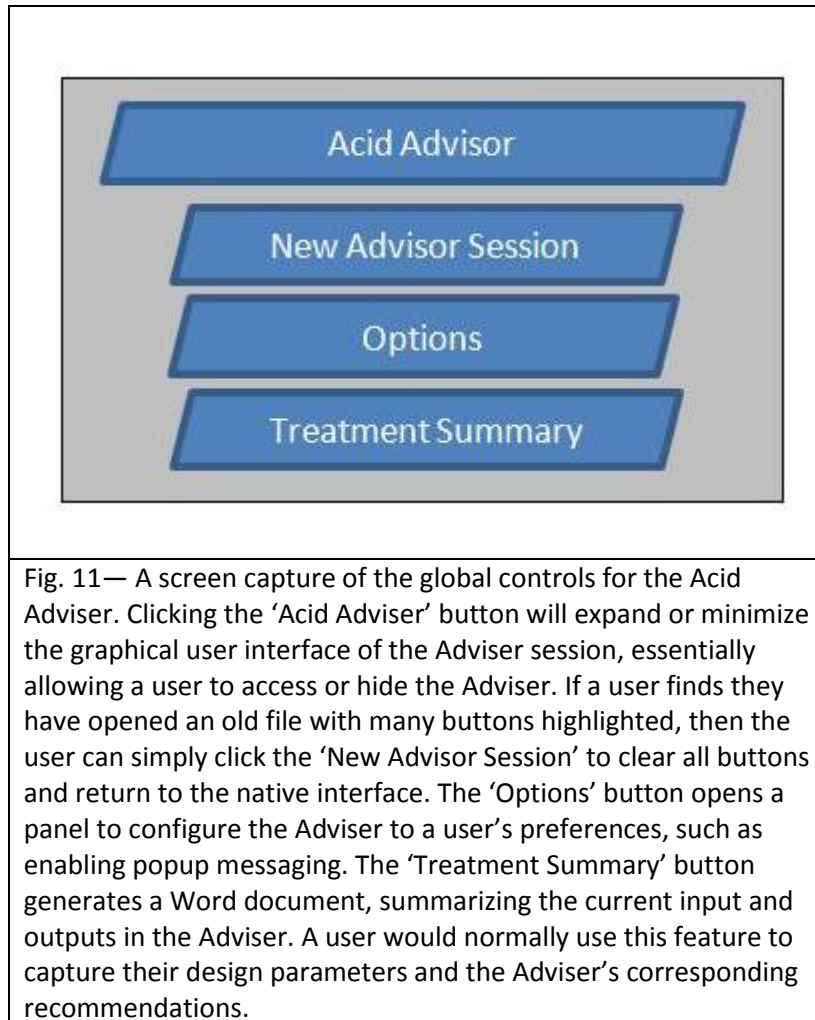 Acid Advisor
New Advisor Session
Options
Treatment Summary
Fig. 11— A screen capture of the global controls for the Acid
Adviser. Clicking the ‘Acid Adviser’ button will expand or minimize
the graphical user interface of the Adviser session, essentially
allowing a user to access or hide the Adviser. If a user finds they
have opened an old file with many buttons highlighted, then the
user can simply click the ‘New Advisor Session’ to clear all buttons
and return to the native interface. The ‘Options’ button opens a
panel to configure the Adviser to a user’s preferences, such as
enabling popup messaging. The ‘Treatment Summary’ button
generates a Word document, summarizing the current input and
outputs in the Adviser. A user would normally use this feature to
capture their design parameters and the Adviser’s corresponding
recommendations.